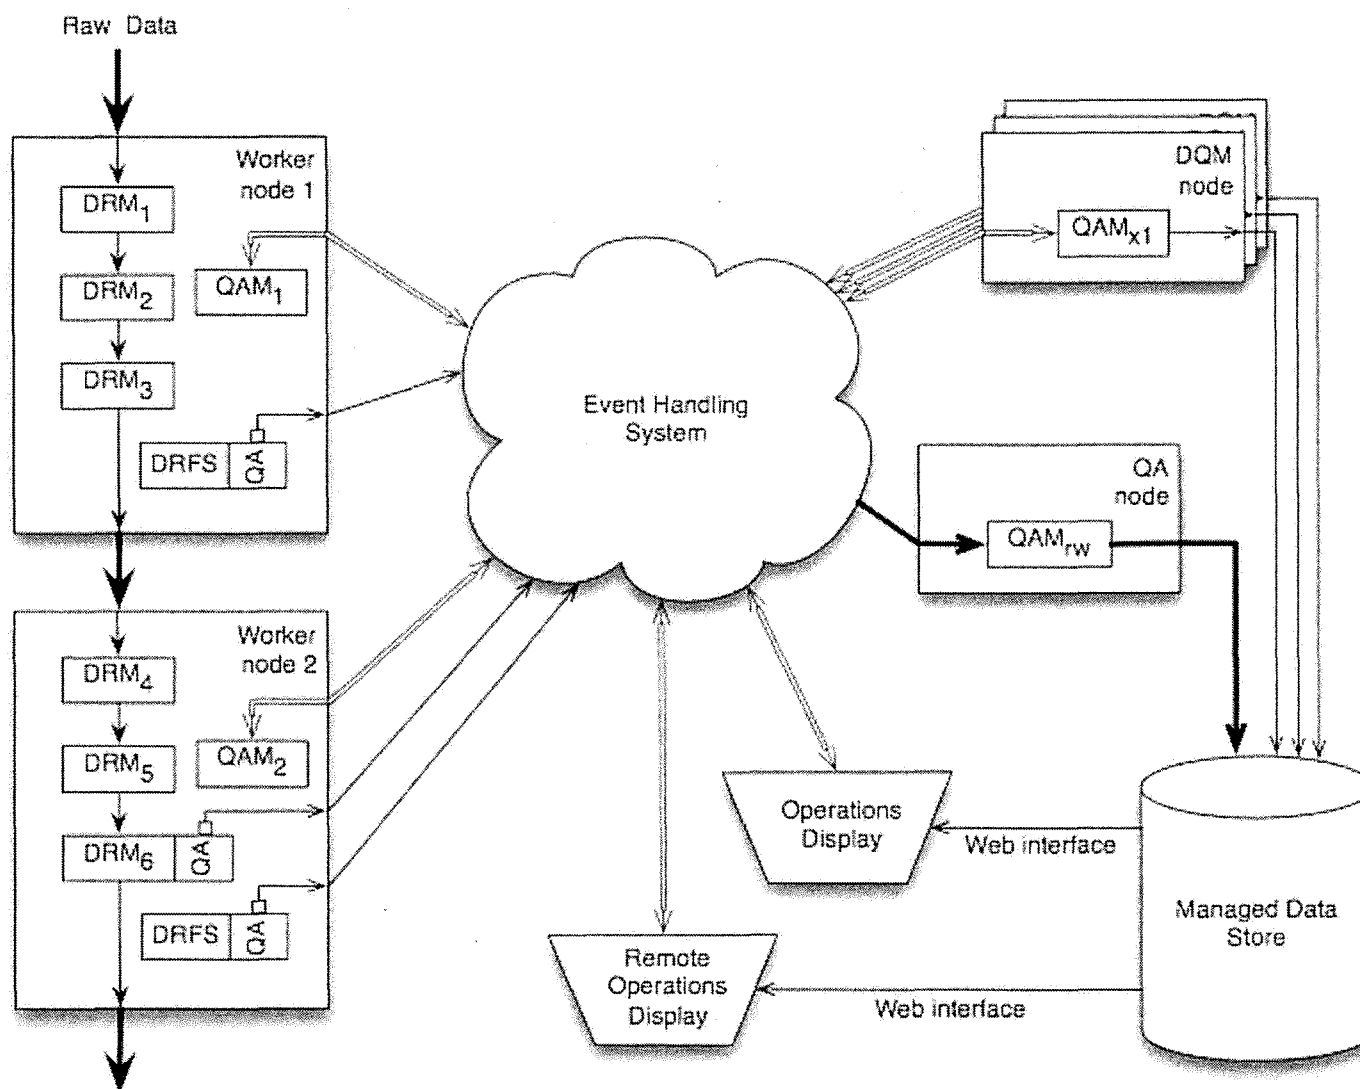 Raw Data
Worker
node 1
DRM1
DRM2
QAM1
DRM3
DRFS
QA
Worker
node 2
DRM4
DRM5
QAM2
DRM6
QA
DRFS
QA
Event Handling
System
DQM
node
QAMx1
QA
node
QAMrw
Operations
Display
Web interface
Remote
Operations
Display
Web interface
Managed Data
Store